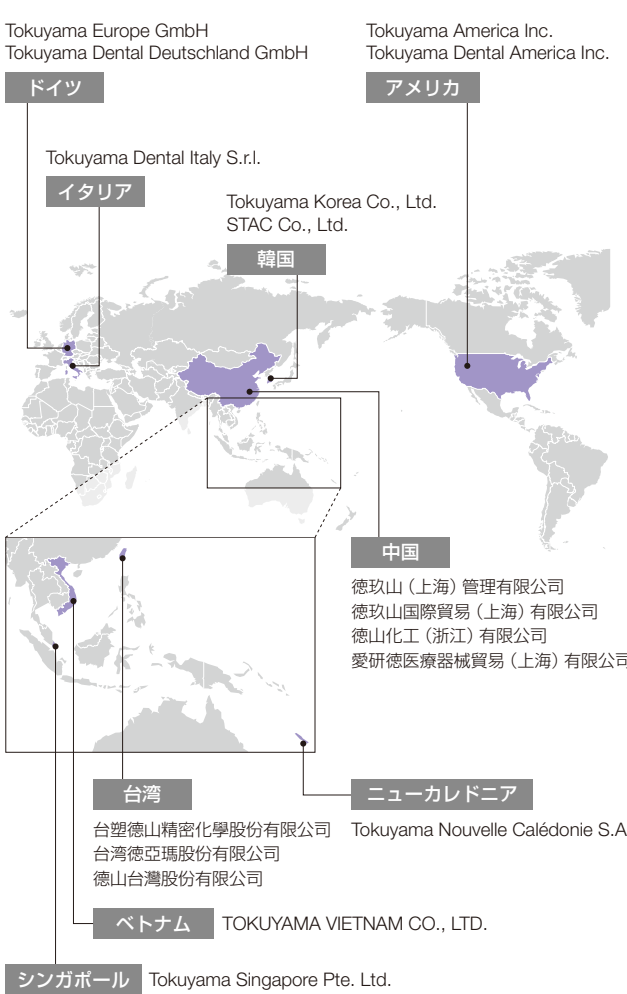 Tokuyama Europe GmbH
Tokuyama Dental Deutschland GmbH
ドイツ
Tokuyama America Inc.
Tokuyama Dental America Inc.
アメリカ
Tokuyama Dental Italy S.r.l.
イタリア
Tokuyama Korea Co., Ltd.
STAC Co., Ltd.
韓国
中国
徳玖山（上海）管理有限公司
徳玖山国際貿易（上海）有限公司
徳山化工（浙江）有限公司
愛研徳医療器械貿易（上海）有限公司
台湾
台塑德山精密化學股份有限公司
台湾徳亞瑪股份有限公司
德山台灣股份有限公司
ニューカレドニア
Tokuyama Nouvelle Calédonie S.A
ベトナム
TOKUYAMA VIETNAM CO., LTD.
シンガポール
Tokuyama Singapore Pte. Ltd.